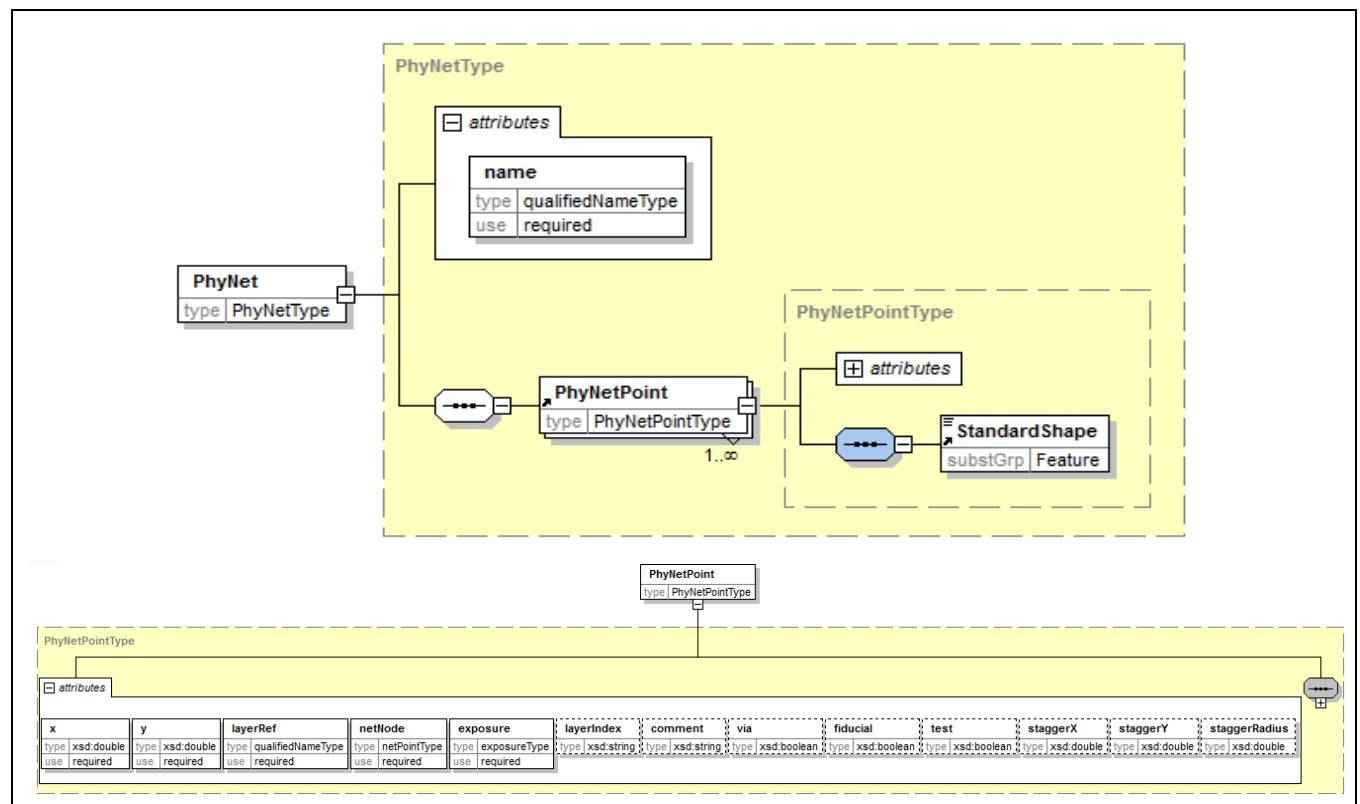 PhyNetType
attributes
name
type qualifiedNameType
use required
PhyNet
type PhyNetType
PhyNetPointType
attributes
PhyNetPoint
type PhyNetPointType
1..∞
StandardShape
substGrp Feature
PhyNetPoint
type PhyNetPointType
PhyNetPointType
attributes
x y layerRef netNode exposure layerIndex comment via fiducial test staggerX staggerY staggerRadius
type xsd:double type xsd:double type qualifiedNameType type netPointType type exposureType type xsd:string type xsd:string type xsd:boolean type xsd:boolean type xsd:boolean type xsd:double type xsd:double type xsd:double
use required use required use required use required use required